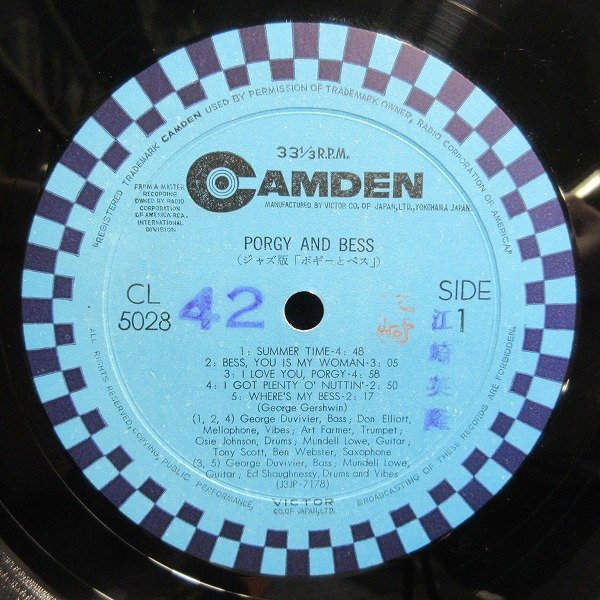 "REGISTERED TRADEMARK CAMDEN USED BY PERMISSION OF TRADEMARK OWNER, RADIO CORPORATION OF AMERICA"
33 1/3 R.P.M.
CAMDEN
MANUFACTURED BY VICTOR CO. OF JAPAN, LTD., YOKOHAMA JAPAN
FROM A MASTER
RECORDING
OWNED BY RADIO
CORPORATION
OF AMERICA RCA
INTERNATIONAL
DIVISION.
PORGY AND BESS
(ジャズ版「ポギーとベス」)
CL
5028
42
SIDE
1
江崎
1: SUMMER TIME-4: 48
2: BESS, YOU IS MY WOMAN-3: 05
3: I LOVE YOU, PORGY-4: 58
4: I GOT PLENTY O' NUTTIN'-2: 50
5: WHERE'S MY BESS-2: 17
(George Gershwin)
(1, 2, 4) George Duvivier, Bass; Don Elliott,
Mellophone, Vibes; Art Farmer, Trumpet;
Osie Johnson, Drums; Mundell Lowe, Guitar;
Tony Scott, Ben Webster, Saxophone
(3, 5) George Duvivier, Bass; Mundell Lowe,
Guitar; Ed Shaughnessy, Drums and Vibes
(J3JP-7178)
VICTOR
CO. OF JAPAN, LTD.
ALL RIGHTS RESERVED. COPYING, PUBLIC PERFORMANCE, BROADCASTING OF THESE RECORDS ARE FORBIDDEN.